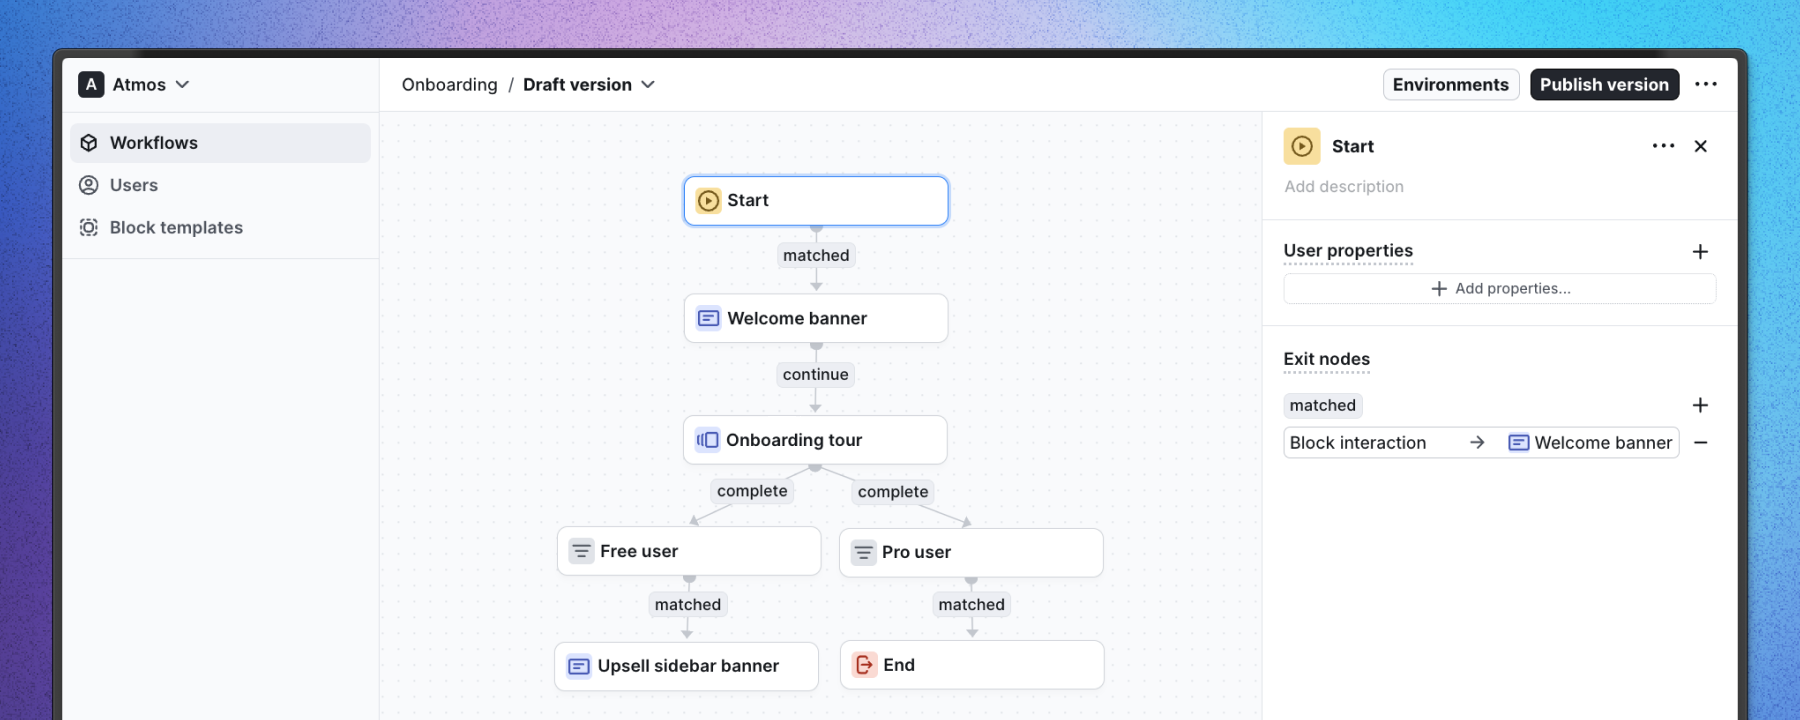 A Atmos
Onboarding / Draft version
Environments
Publish version
Workflows
Users
Block templates
Start
matched
Welcome banner
continue
Onboarding tour
complete
complete
Free user
Pro user
matched
matched
Upsell sidebar banner
End
Start
Add description
User properties
Add properties...
Exit nodes
matched
Block interaction → Welcome banner